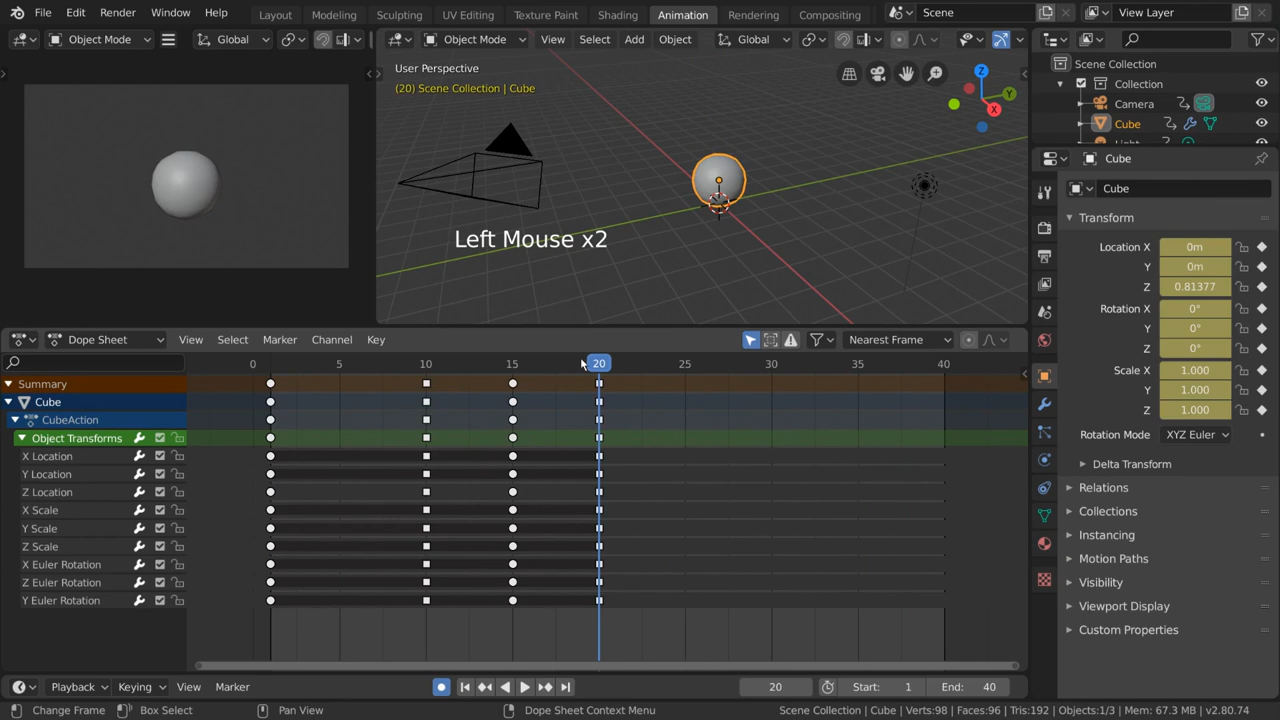 File Edit Render Window Help Layout Modeling Sculpting UV Editing Texture Paint Shading Animation Rendering Compositing Scene View Layer
Object Mode Global Object Mode View Select Add Object Global
User Perspective
(20) Scene Collection | Cube
Left Mouse x2
Z
Y
X
Scene Collection
Collection
Camera
Cube
Cube
Cube
Transform
Location X 0m
Y 0m
Z 0.81377
Rotation X 0°
Y 0°
Z 0°
Scale X 1.000
Y 1.000
Z 1.000
Rotation Mode XYZ Euler
Delta Transform
Relations
Collections
Instancing
Motion Paths
Visibility
Viewport Display
Custom Properties
Dope Sheet View Select Marker Channel Key Nearest Frame
0 5 10 15 20 25 30 35 40
Summary
Cube
CubeAction
Object Transforms
X Location
Y Location
Z Location
X Scale
Y Scale
Z Scale
X Euler Rotation
Z Euler Rotation
Y Euler Rotation
Playback Keying View Marker 20 Start: 1 End: 40
Change Frame Box Select Pan View Dope Sheet Context Menu Scene Collection | Cube | Verts:98 | Faces:96 | Tris:192 | Objects:1/3 | Mem: 67.3 MB | v2.80.74